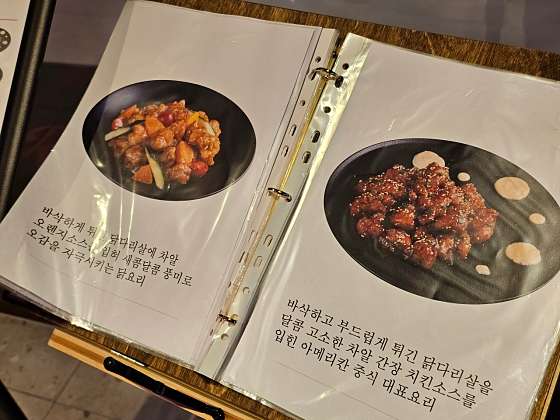 바삭하게 튀 닭다리살에 차알
오렌지소스 입혀 새콤달콤 풍미로
오감을 자극시키는 닭요리
바삭하고 부드럽게 튀긴 닭다리살을
달콤 고소한 차알 간장 치킨소스를
입힌 아메리칸 중식 대표요리